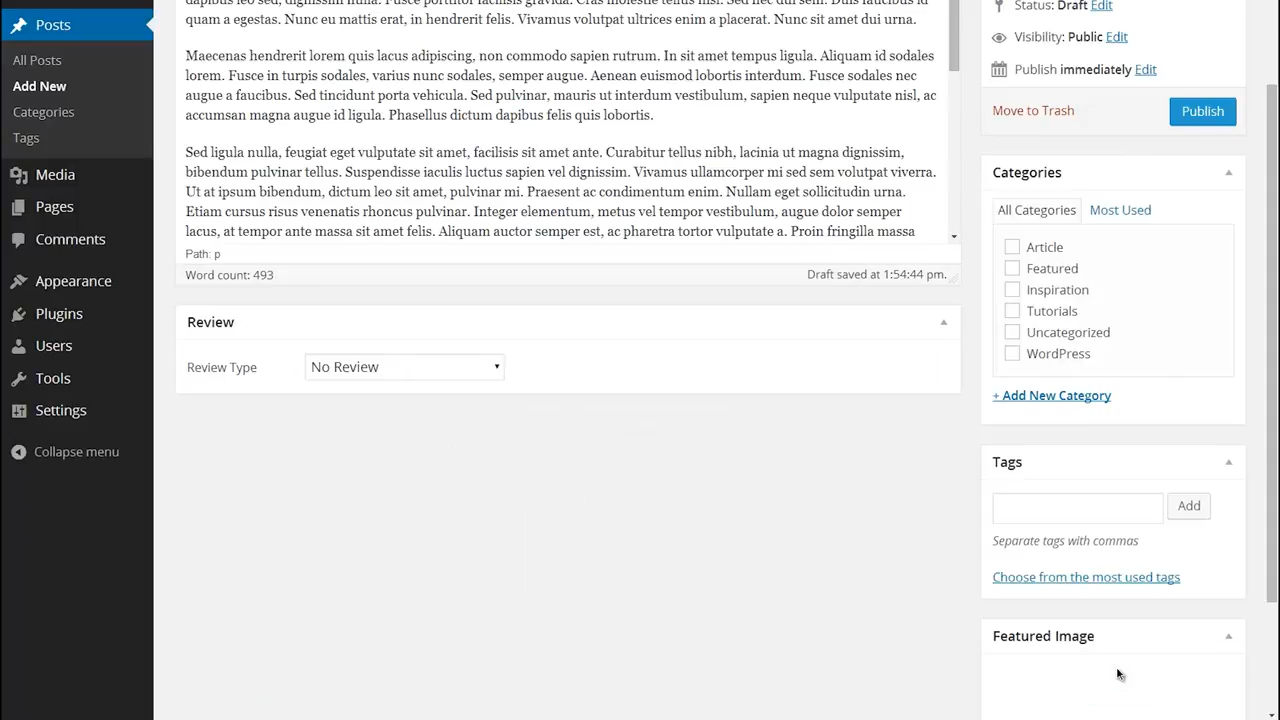 Posts
All Posts
Add New
Categories
Tags
Media
Pages
Comments
Appearance
Plugins
Users
Tools
Settings
Collapse menu
quam a egestas. Nunc eu mattis erat, in hendrerit felis. Vivamus volutpat ultrices enim a placerat. Nunc sit amet dui urna.
Maecenas hendrerit lorem quis lacus adipiscing, non commodo sapien rutrum. In sit amet tempus ligula. Aliquam id sodales
lorem. Fusce in turpis sodales, varius nunc sodales, semper augue. Aenean euismod lobortis interdum. Fusce sodales nec
augue a faucibus. Sed tincidunt porta vehicula. Sed pulvinar, mauris ut interdum vestibulum, sapien neque vulputate nisl, ac
accumsan magna augue id ligula. Phasellus dictum dapibus felis quis lobortis.
Sed ligula nulla, feugiat eget vulputate sit amet, facilisis sit amet ante. Curabitur tellus nibh, lacinia ut magna dignissim,
bibendum pulvinar tellus. Suspendisse iaculis luctus sapien vel dignissim. Vivamus ullamcorper mi sed sem volutpat viverra.
Ut at ipsum bibendum, dictum leo sit amet, pulvinar mi. Praesent ac condimentum enim. Nullam eget sollicitudin urna.
Etiam cursus risus venenatis rhoncus pulvinar. Integer elementum, metus vel tempor vestibulum, augue dolor semper
lacus, at tempor ante massa sit amet felis. Aliquam auctor semper est, ac pharetra tortor vulputate a. Proin fringilla massa
Path: p
Word count: 493
Draft saved at 1:54:44 pm.
Review
Review Type
No Review
Status: Draft Edit
Visibility: Public Edit
Publish immediately Edit
Move to Trash
Publish
Categories
All Categories
Most Used
Article
Featured
Inspiration
Tutorials
Uncategorized
WordPress
+ Add New Category
Tags
Add
Separate tags with commas
Choose from the most used tags
Featured Image